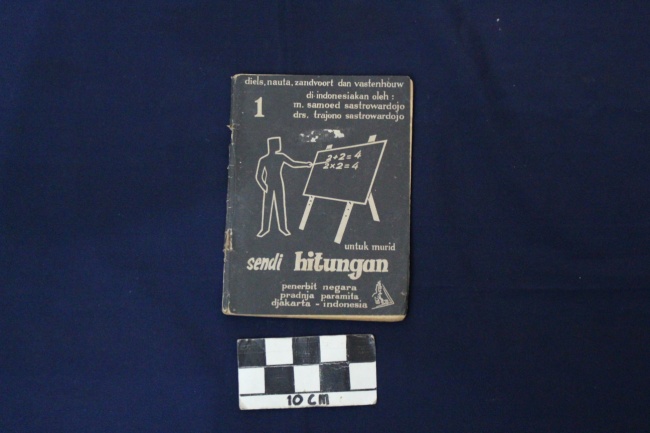 diels, nauta, zandvoort dan vastenhouw
1
di indonesiakan oleh :
m. samoed sastrowardojo
drs. trajono sastrowardojo
2+2=4
2×2=4
untuk murid
sendi hitungan
penerbit negara
pradnja paramita
djakarta - indonesia
10 CM